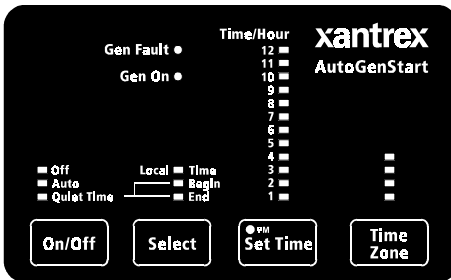 Time/Hour
xantrex
AutoGenStart
Gen Fault
Gen On
12
11
10
9
8
7
6
5
4
3
2
1
Off
Auto
Quiet Time
Local Time
Begin
End
On/Off
Select
PM
Set Time
Time
Zone